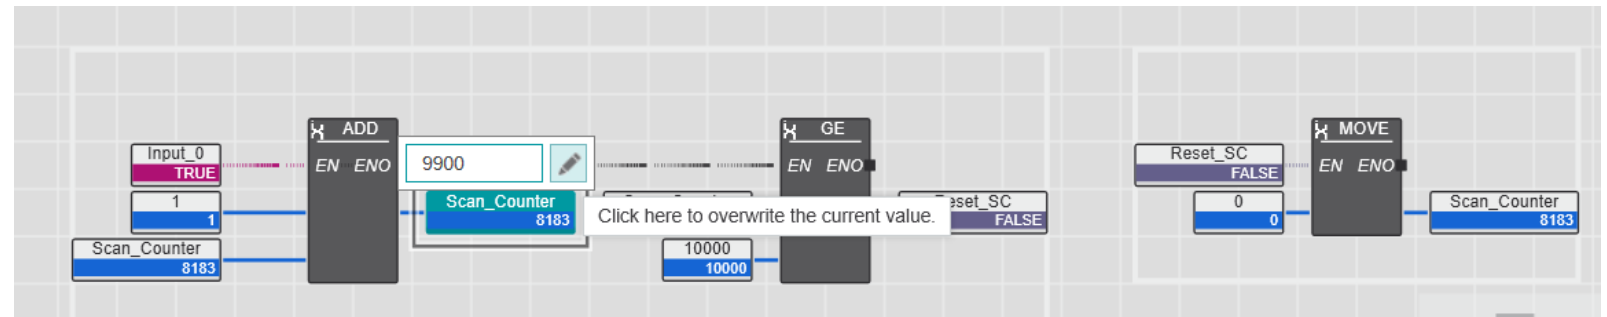 ADD
Input_0
TRUE
EN ENO
1
1
Scan_Counter
8183
9900
Scan_Counter
8183
Click here to overwrite the current value.
GE
EN ENO
10000
10000
eset_SC
FALSE
MOVE
Reset_SC
FALSE
EN ENO
0
0
Scan_Counter
8183